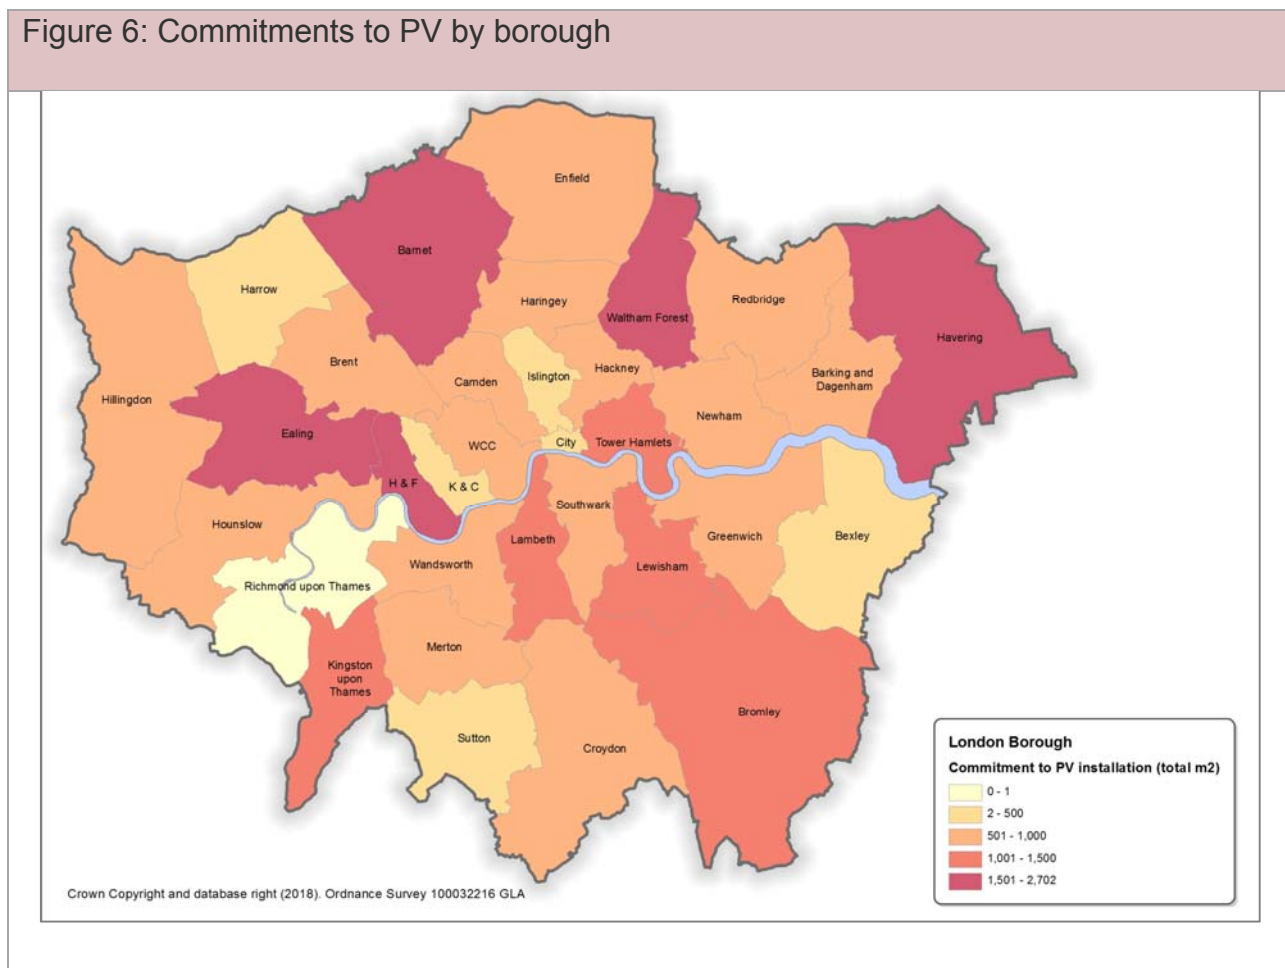 Figure 6: Commitments to PV by borough
Enfield
Barnet
Harrow
Haringey
Redbridge
Waltham Forest
Havering
Brent
Hackney
Islington
Camden
Barking and
Dagenham
Hillingdon
Newham
Ealing
WCC
City
Tower Hamlets
H & F
K & C
Southwark
Hounslow
Lambeth
Greenwich
Bexley
Wandsworth
Lewisham
Richmond upon Thames
Merton
Kingston
upon
Thames
Bromley
Sutton
Croydon
London Borough
Commitment to PV installation (total m2)
0 - 1
2 - 500
501 - 1,000
1,001 - 1,500
1,501 - 2,702
Crown Copyright and database right (2018). Ordnance Survey 100032216 GLA